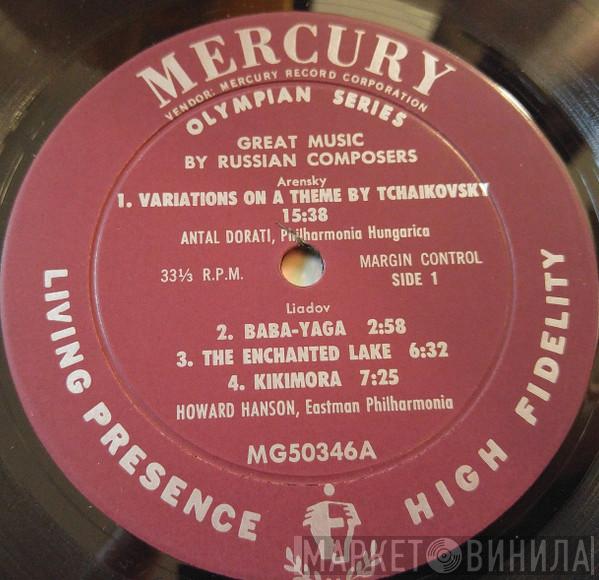 MERCURY
VENDOR: MERCURY RECORD CORPORATION
OLYMPIAN SERIES
GREAT MUSIC
BY RUSSIAN COMPOSERS
Arensky
1. VARIATIONS ON A THEME BY TCHAIKOVSKY
15:38
ANTAL DORATI, Philharmonia Hungarica
33⅓ R.P.M.
MARGIN CONTROL
SIDE 1
Liadov
2. BABA-YAGA 2:58
3. THE ENCHANTED LAKE 6:32
4. KIKIMORA 7:25
HOWARD HANSON, Eastman Philharmonia
MG50346A
LIVING PRESENCE
HIGH FIDELITY
МАРКЕТ ВИНИЛА